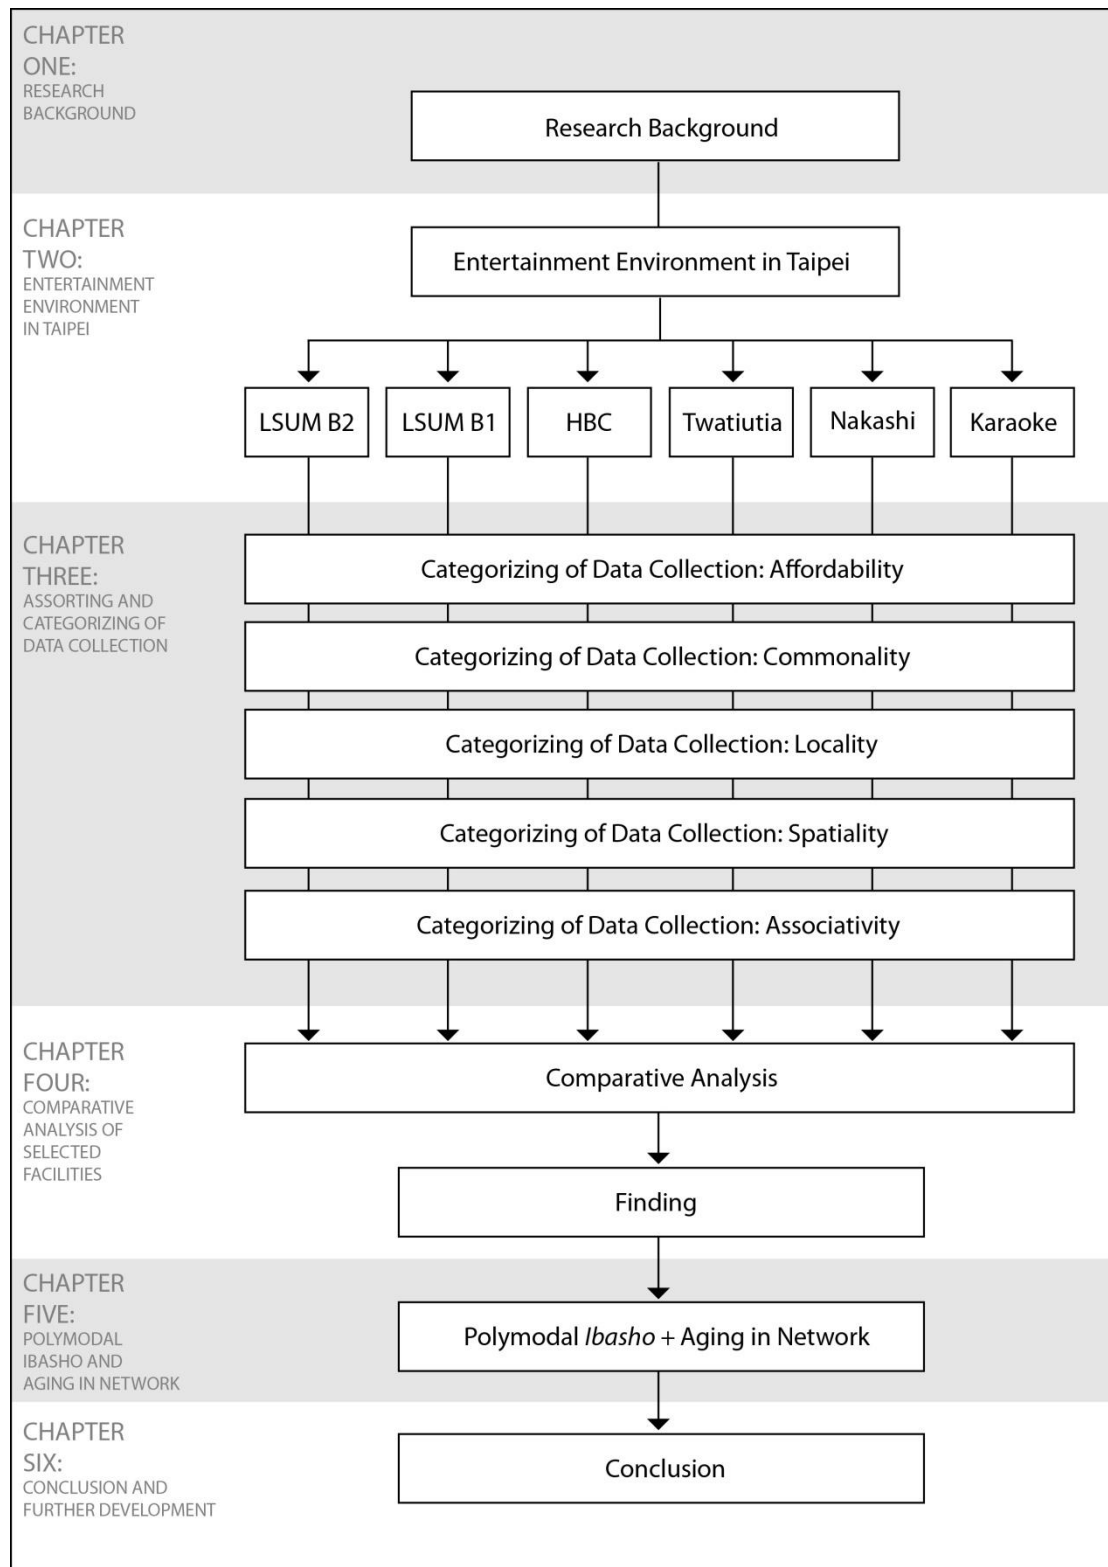 CHAPTER
ONE:
RESEARCH
BACKGROUND
Research Background
CHAPTER
TWO:
ENTERTAINMENT
ENVIRONMENT
IN TAIPEI
Entertainment Environment in Taipei
LSUM B2
LSUM B1
HBC
Twatiutia
Nakashi
Karaoke
CHAPTER
THREE:
ASSORTING AND
CATEGORIZING OF
DATA COLLECTION
Categorizing of Data Collection: Affordability
Categorizing of Data Collection: Commonality
Categorizing of Data Collection: Locality
Categorizing of Data Collection: Spatiality
Categorizing of Data Collection: Associativity
CHAPTER
FOUR:
COMPARATIVE
ANALYSIS OF
SELECTED
FACILITIES
Comparative Analysis
Finding
CHAPTER
FIVE:
POLYMODAL
IBASHO AND
AGING IN NETWORK
Polymodal Ibasho + Aging in Network
CHAPTER
SIX:
CONCLUSION AND
FURTHER DEVELOPMENT
Conclusion